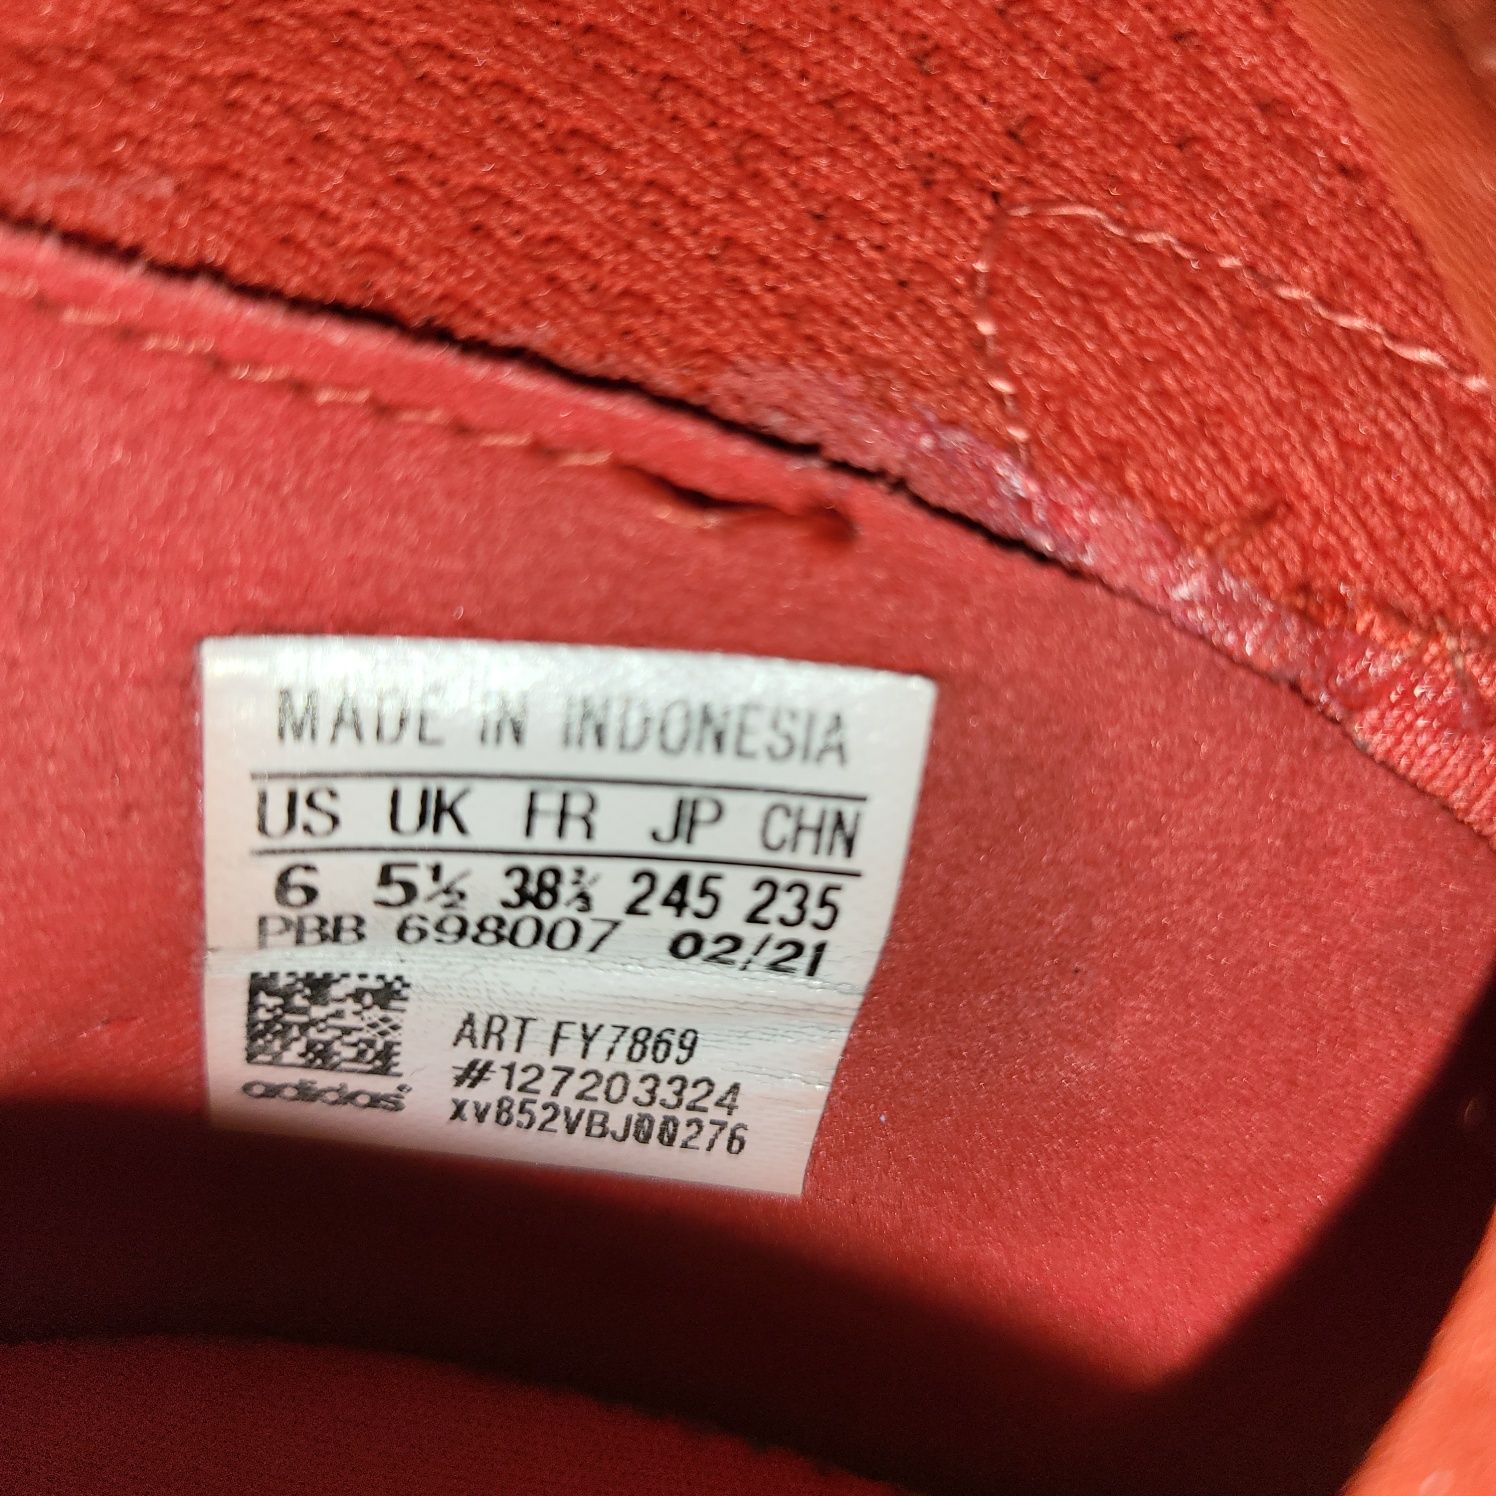 MADE IN INDONESIA
US UK FR JP CHN
6 5½ 38⅔ 245 235
PBB 698007 02/21
ART FY7869
#127203324
adidas
xv852VBJ00276